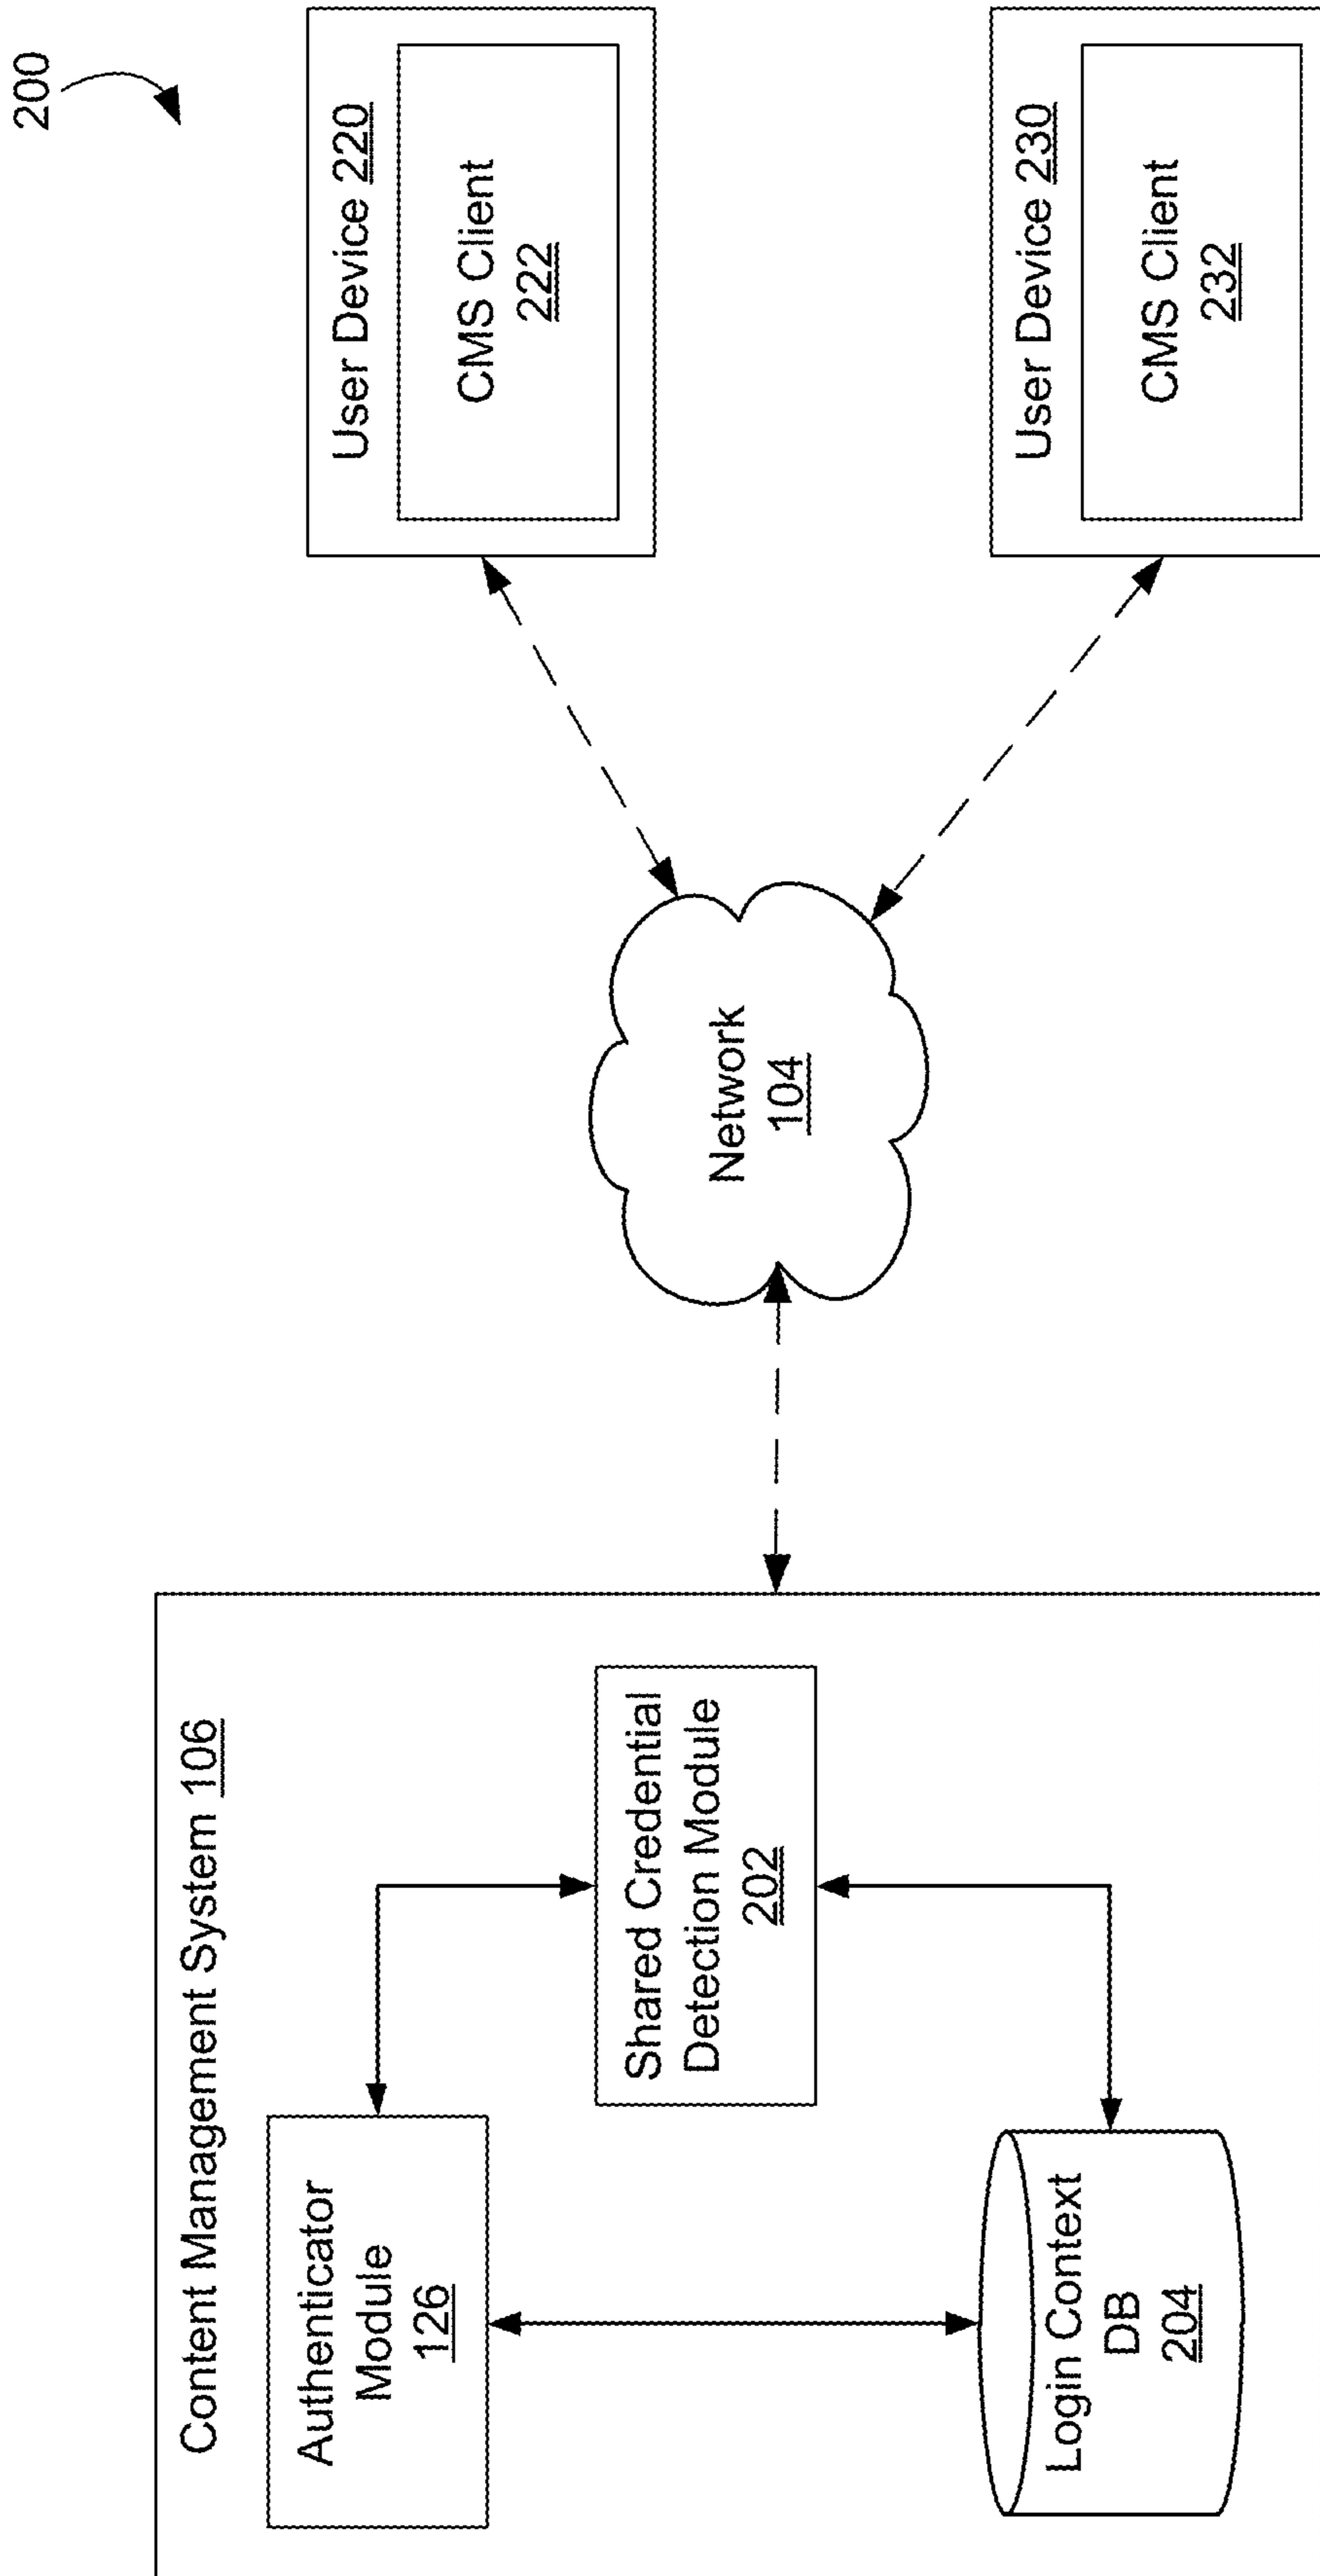 200
Content Management System 106
Authenticator
Module
126
Shared Credential
Detection Module
202
Login Context
DB
204
Network
104
User Device 220
CMS Client
222
User Device 230
CMS Client
232